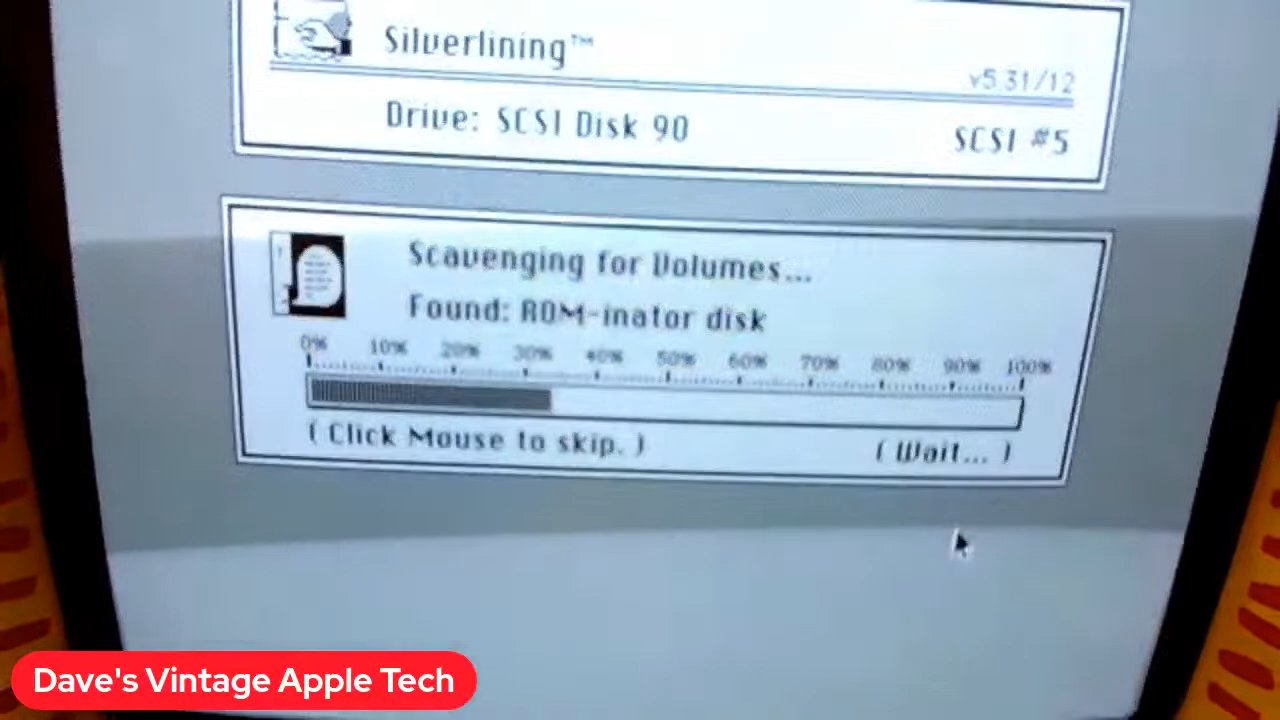 Silverlining™
v5.31/12
Drive: SCSI Disk 90
SCSI #5
Scavenging for Volumes...
Found: ROM-inator disk
0% 10% 20% 30% 40% 50% 60% 70% 80% 90% 100%
( Click Mouse to skip. )
( Wait... )
Dave's Vintage Apple Tech